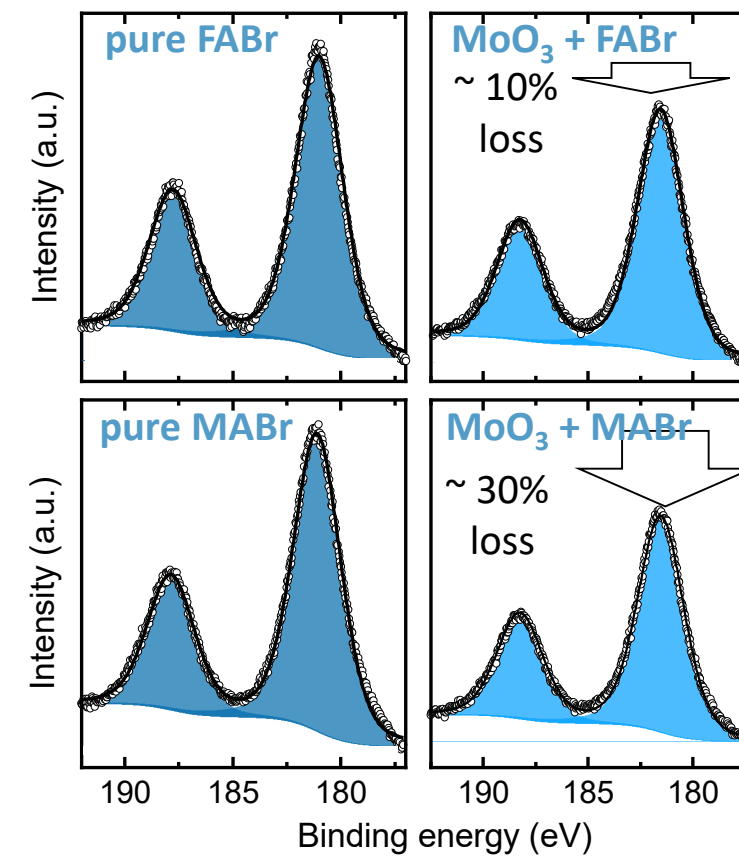 pure FABr
MoO₃ + FABr
~ 10%
loss
Intensity (a.u.)
pure MABr
MoO₃ + MABr
~ 30%
loss
Intensity (a.u.)
190 185 180 190 185 180
Binding energy (eV)